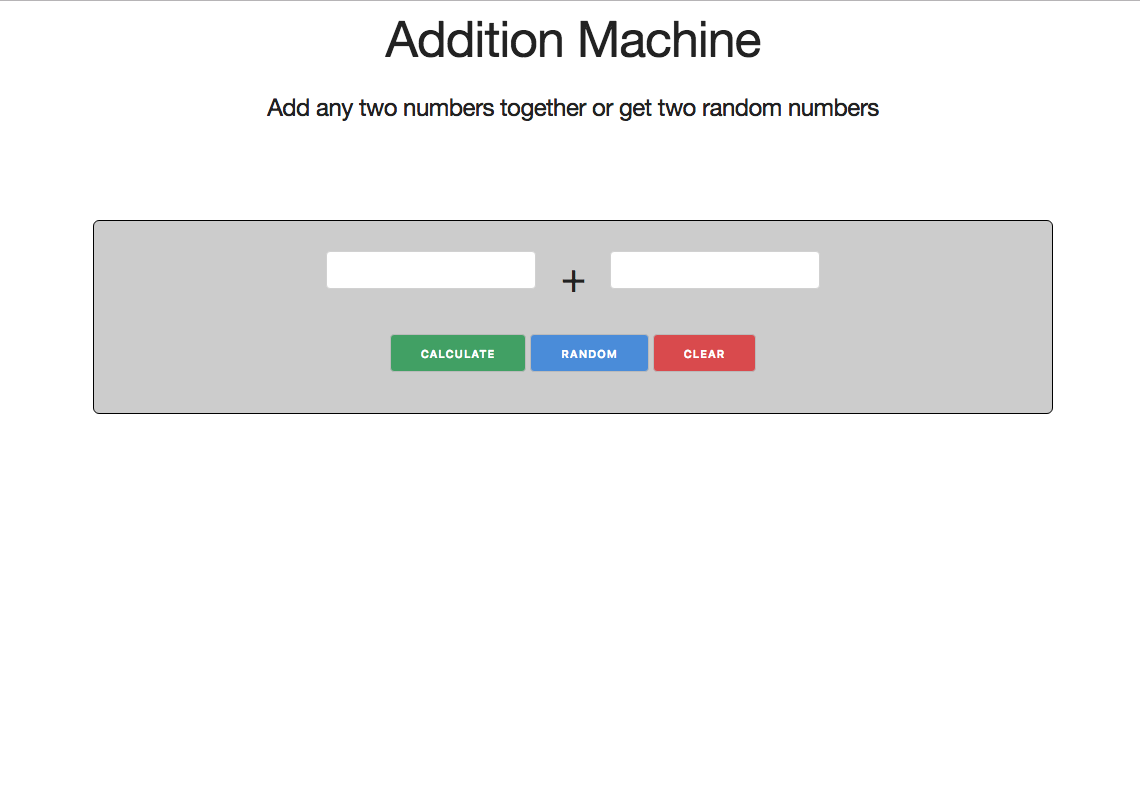 Addition Machine
Add any two numbers together or get two random numbers
+
CALCULATE RANDOM CLEAR